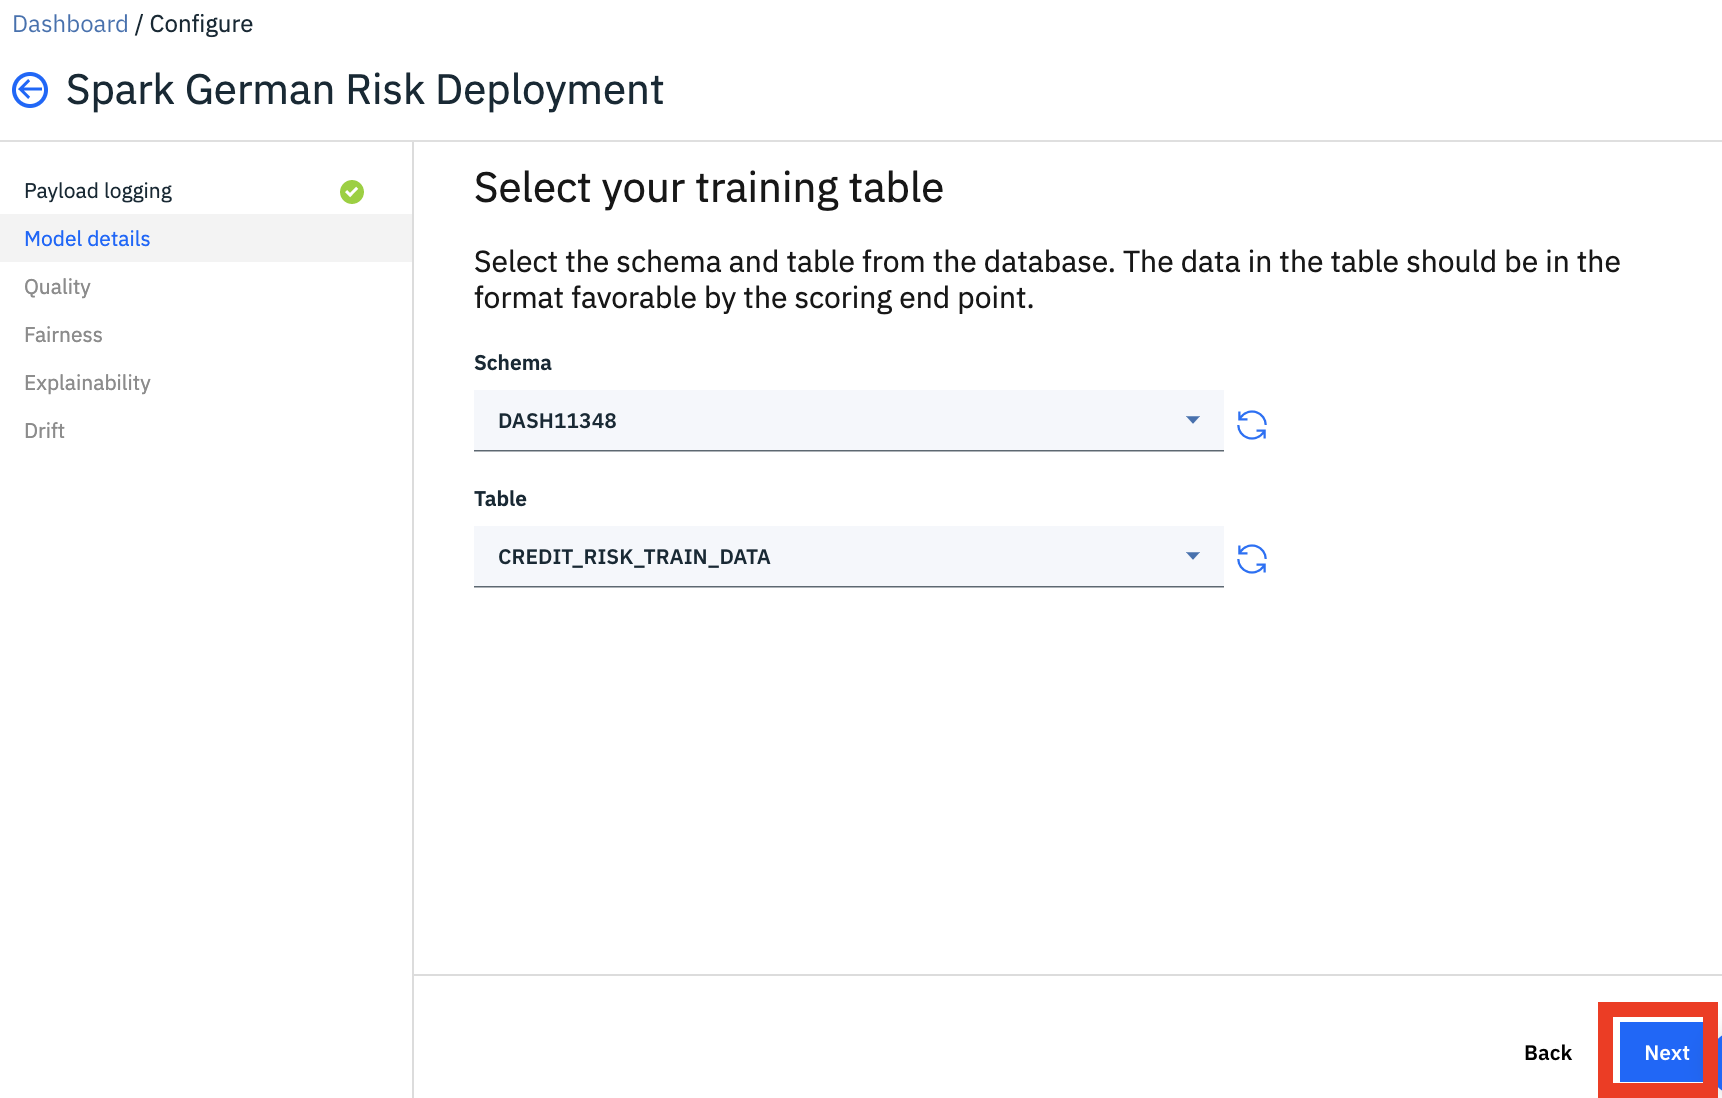 Dashboard / Configure
Spark German Risk Deployment
Payload logging
Model details
Quality
Fairness
Explainability
Drift
Select your training table
Select the schema and table from the database. The data in the table should be in the
format favorable by the scoring end point.
Schema
DASH11348
Table
CREDIT_RISK_TRAIN_DATA
Back
Next